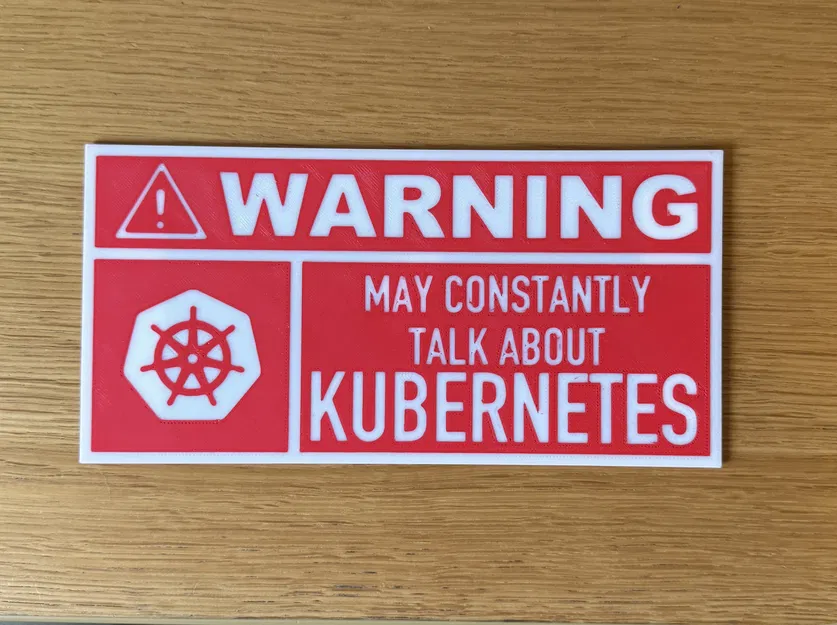 WARNING
MAY CONSTANTLY
TALK ABOUT
KUBERNETES